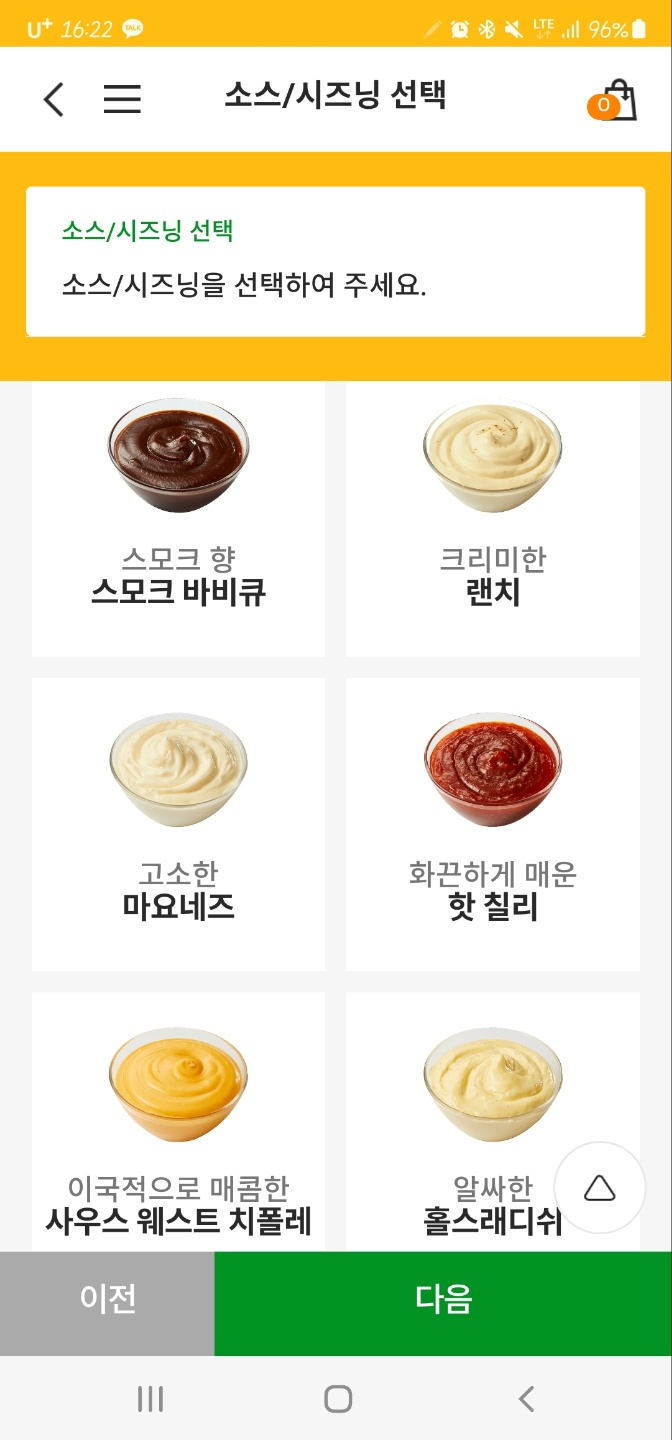 U+ 16:22 TALK LTE 96%
소스/시즈닝 선택
0
소스/시즈닝 선택
소스/시즈닝을 선택하여 주세요.
스모크 향
스모크 바비큐
크리미한
랜치
고소한
마요네즈
화끈하게 매운
핫 칠리
이국적으로 매콤한
사우스 웨스트 치폴레
알싸한
홀스래디쉬
이전
다음